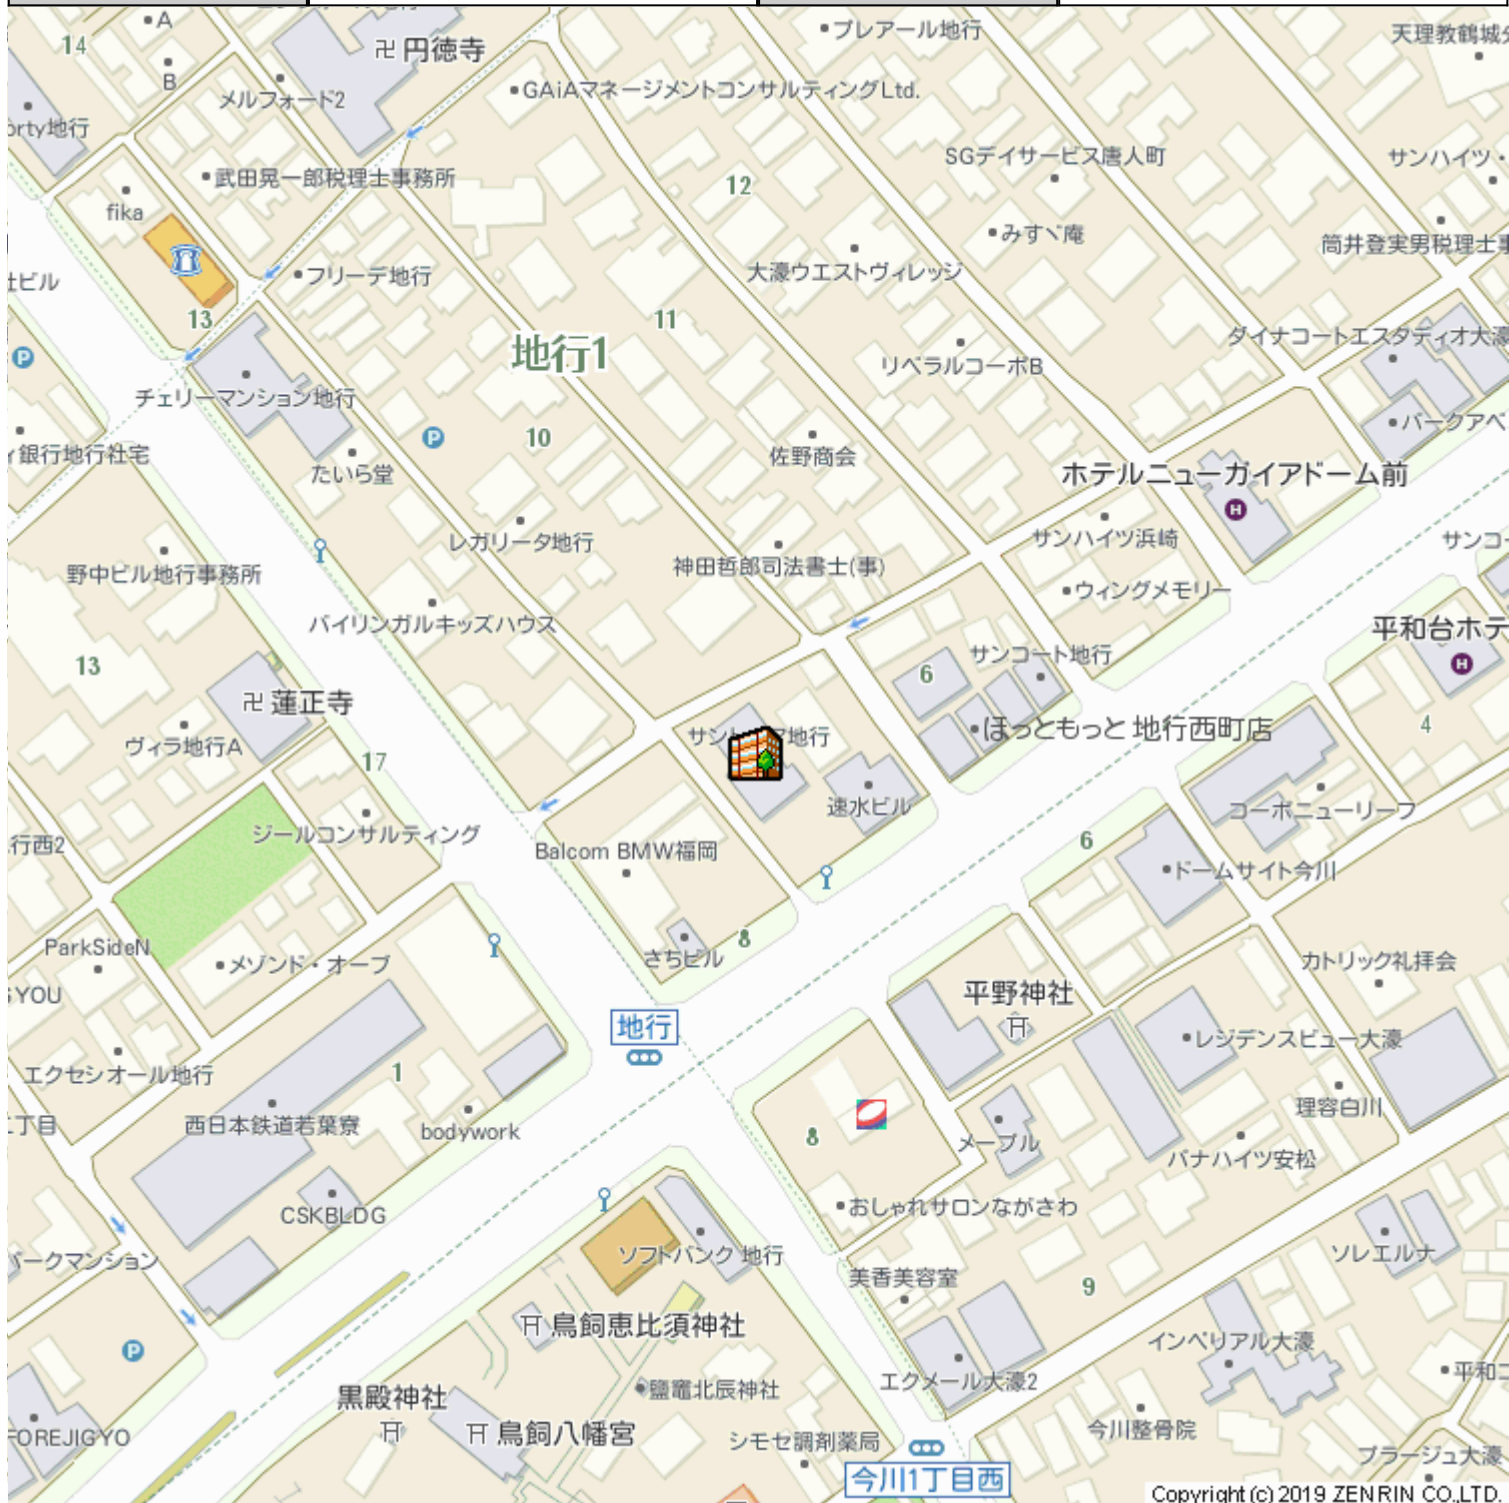 A
14
卍 円徳寺
プレアール地行
天理教鶴城
B
メルフォード2
GAiAマネージメントコンサルティングLtd.
orty地行
SGデイサービス唐人町
サンハイツ・
武田晃一郎税理士事務所
12
fika
みすゞ庵
筒井登実男税理士事
フリーデ地行
大濠ウエストヴィレッジ
社ビル
13
11
P
地行1
ダイナコートエスタディオ大濠
リベラルコーポB
チェリーマンション地行
パークアベ
P
10
銀行地行社宅
たいら堂
佐野商会
ホテルニューガイアドーム前
H
レガリータ地行
サンハイツ浜崎
サンコー
神田哲郎司法書士(事)
野中ビル地行事務所
ウィングメモリー
バイリンガルキッズハウス
平和台ホテ
サンコート地行
H
13
6
卍 蓮正寺
サン
地行
ほっともっと 地行西町店
4
ヴィラ地行A
17
速水ビル
コーポニューリーフ
ジールコンサルティング
行西2
Balcom BMW福岡
6
ドームサイト今川
ParkSideN
8
さちビル
メゾンド・オーブ
カトリック礼拝会
YOU
平野神社
地行
レジデンスビュー大濠
エクセシオール地行
1
理容白川
丁目
西日本鉄道若葉寮
bodywork
8
メープル
バナハイツ安松
CSKBLDG
おしゃれサロンながさわ
パークマンション
ソフトバンク 地行
ソレエルナ
美香美容室
9
鳥飼恵比須神社
インペリアル大濠
P
鹽竈北辰神社
エクメール大濠2
平和
黒殿神社
鳥飼八幡宮
シモセ調剤薬局
今川整骨院
FOREJIGYO
プラージュ大濠
今川1丁目西
Copyright (c) 2019 ZENRIN CO.,LTD